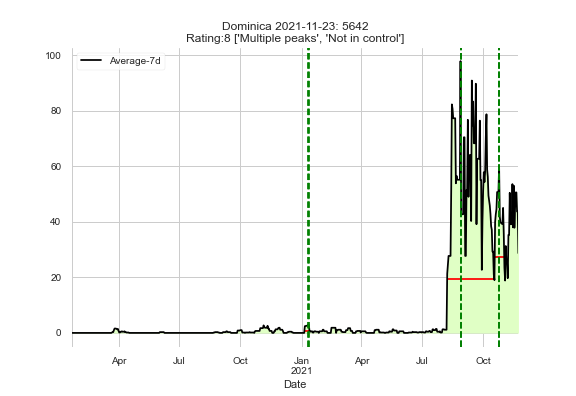 Dominica 2021-11-23: 5642
Rating:8 ['Multiple peaks', 'Not in control']
100
Average-7d
80
60
40
20
0
Apr Jul Oct Jan Apr Jul Oct
2021
Date